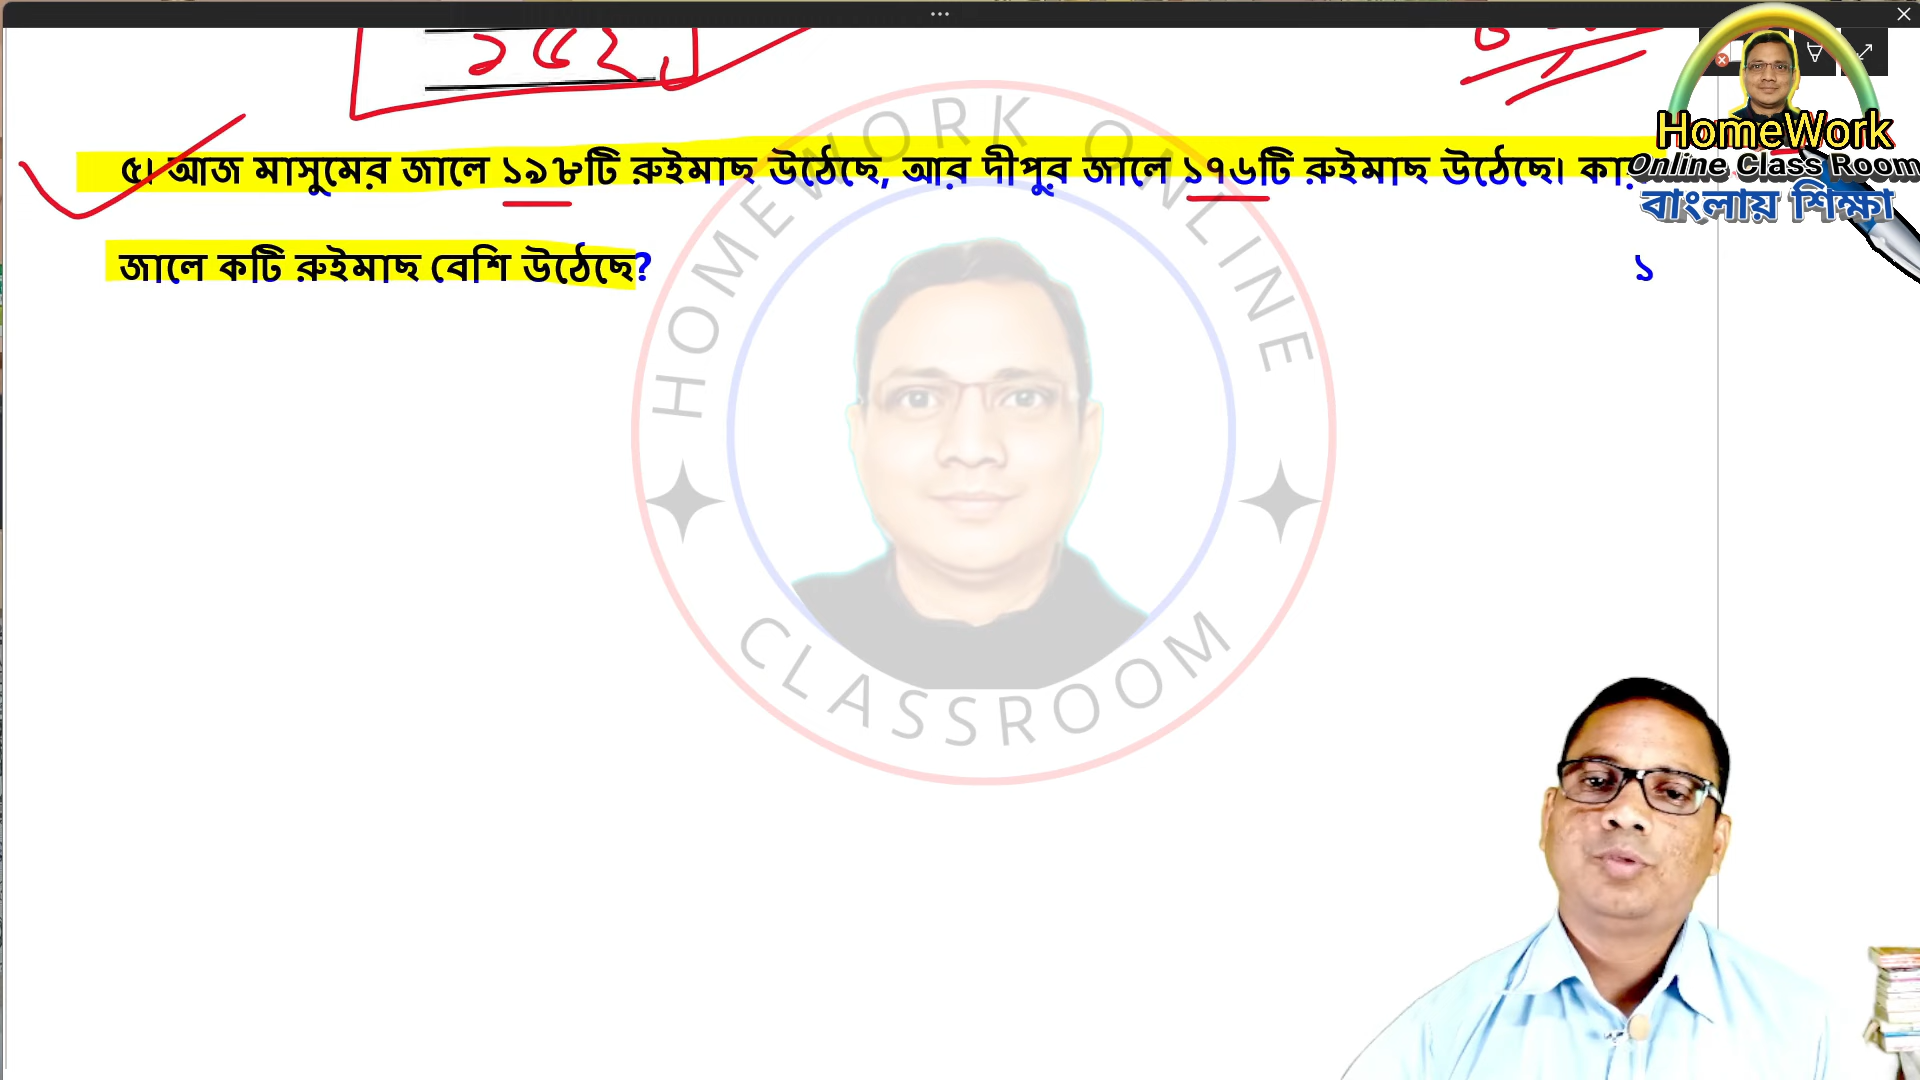 ১৫২
HomeWork
Online Class Room
বাংলায় শিক্ষা
৫। আজ মাসুমের জালে ১৯৮টি রুইমাছ উঠেছে, আর দীপুর জালে ১৭৬টি রুইমাছ উঠেছে। কার
জালে কটি রুইমাছ বেশি উঠেছে? ১
HOMEWORK ONLINE
CLASSROOM